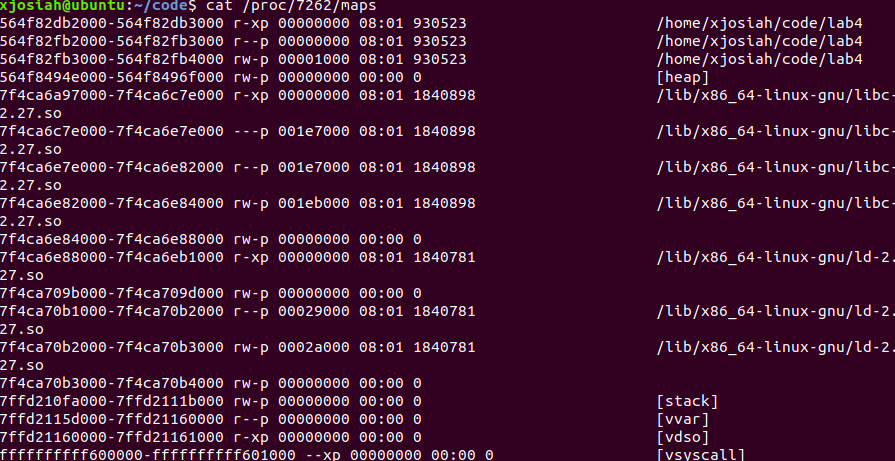 xjosiah@ubuntu:~/code$ cat /proc/7262/maps
564f82db2000-564f82db3000 r-xp 00000000 08:01 930523 /home/xjosiah/code/lab4
564f82fb2000-564f82fb3000 r--p 00000000 08:01 930523 /home/xjosiah/code/lab4
564f82fb3000-564f82fb4000 rw-p 00001000 08:01 930523 /home/xjosiah/code/lab4
564f8494e000-564f8496f000 rw-p 00000000 00:00 0 [heap]
7f4ca6a97000-7f4ca6c7e000 r-xp 00000000 08:01 1840898 /lib/x86_64-linux-gnu/libc-
2.27.so
7f4ca6c7e000-7f4ca6e7e000 ---p 001e7000 08:01 1840898 /lib/x86_64-linux-gnu/libc-
2.27.so
7f4ca6e7e000-7f4ca6e82000 r--p 001e7000 08:01 1840898 /lib/x86_64-linux-gnu/libc-
2.27.so
7f4ca6e82000-7f4ca6e84000 rw-p 001eb000 08:01 1840898 /lib/x86_64-linux-gnu/libc-
2.27.so
7f4ca6e84000-7f4ca6e88000 rw-p 00000000 00:00 0
7f4ca6e88000-7f4ca6eb1000 r-xp 00000000 08:01 1840781 /lib/x86_64-linux-gnu/ld-2.
27.so
7f4ca709b000-7f4ca709d000 rw-p 00000000 00:00 0
7f4ca70b1000-7f4ca70b2000 r--p 00029000 08:01 1840781 /lib/x86_64-linux-gnu/ld-2.
27.so
7f4ca70b2000-7f4ca70b3000 rw-p 0002a000 08:01 1840781 /lib/x86_64-linux-gnu/ld-2.
27.so
7f4ca70b3000-7f4ca70b4000 rw-p 00000000 00:00 0
7ffd210fa000-7ffd2111b000 rw-p 00000000 00:00 0 [stack]
7ffd2115d000-7ffd21160000 r--p 00000000 00:00 0 [vvar]
7ffd21160000-7ffd21161000 r-xp 00000000 00:00 0 [vdso]
ffffffffff600000-ffffffffff601000 --xp 00000000 00:00 0 [vsyscall]